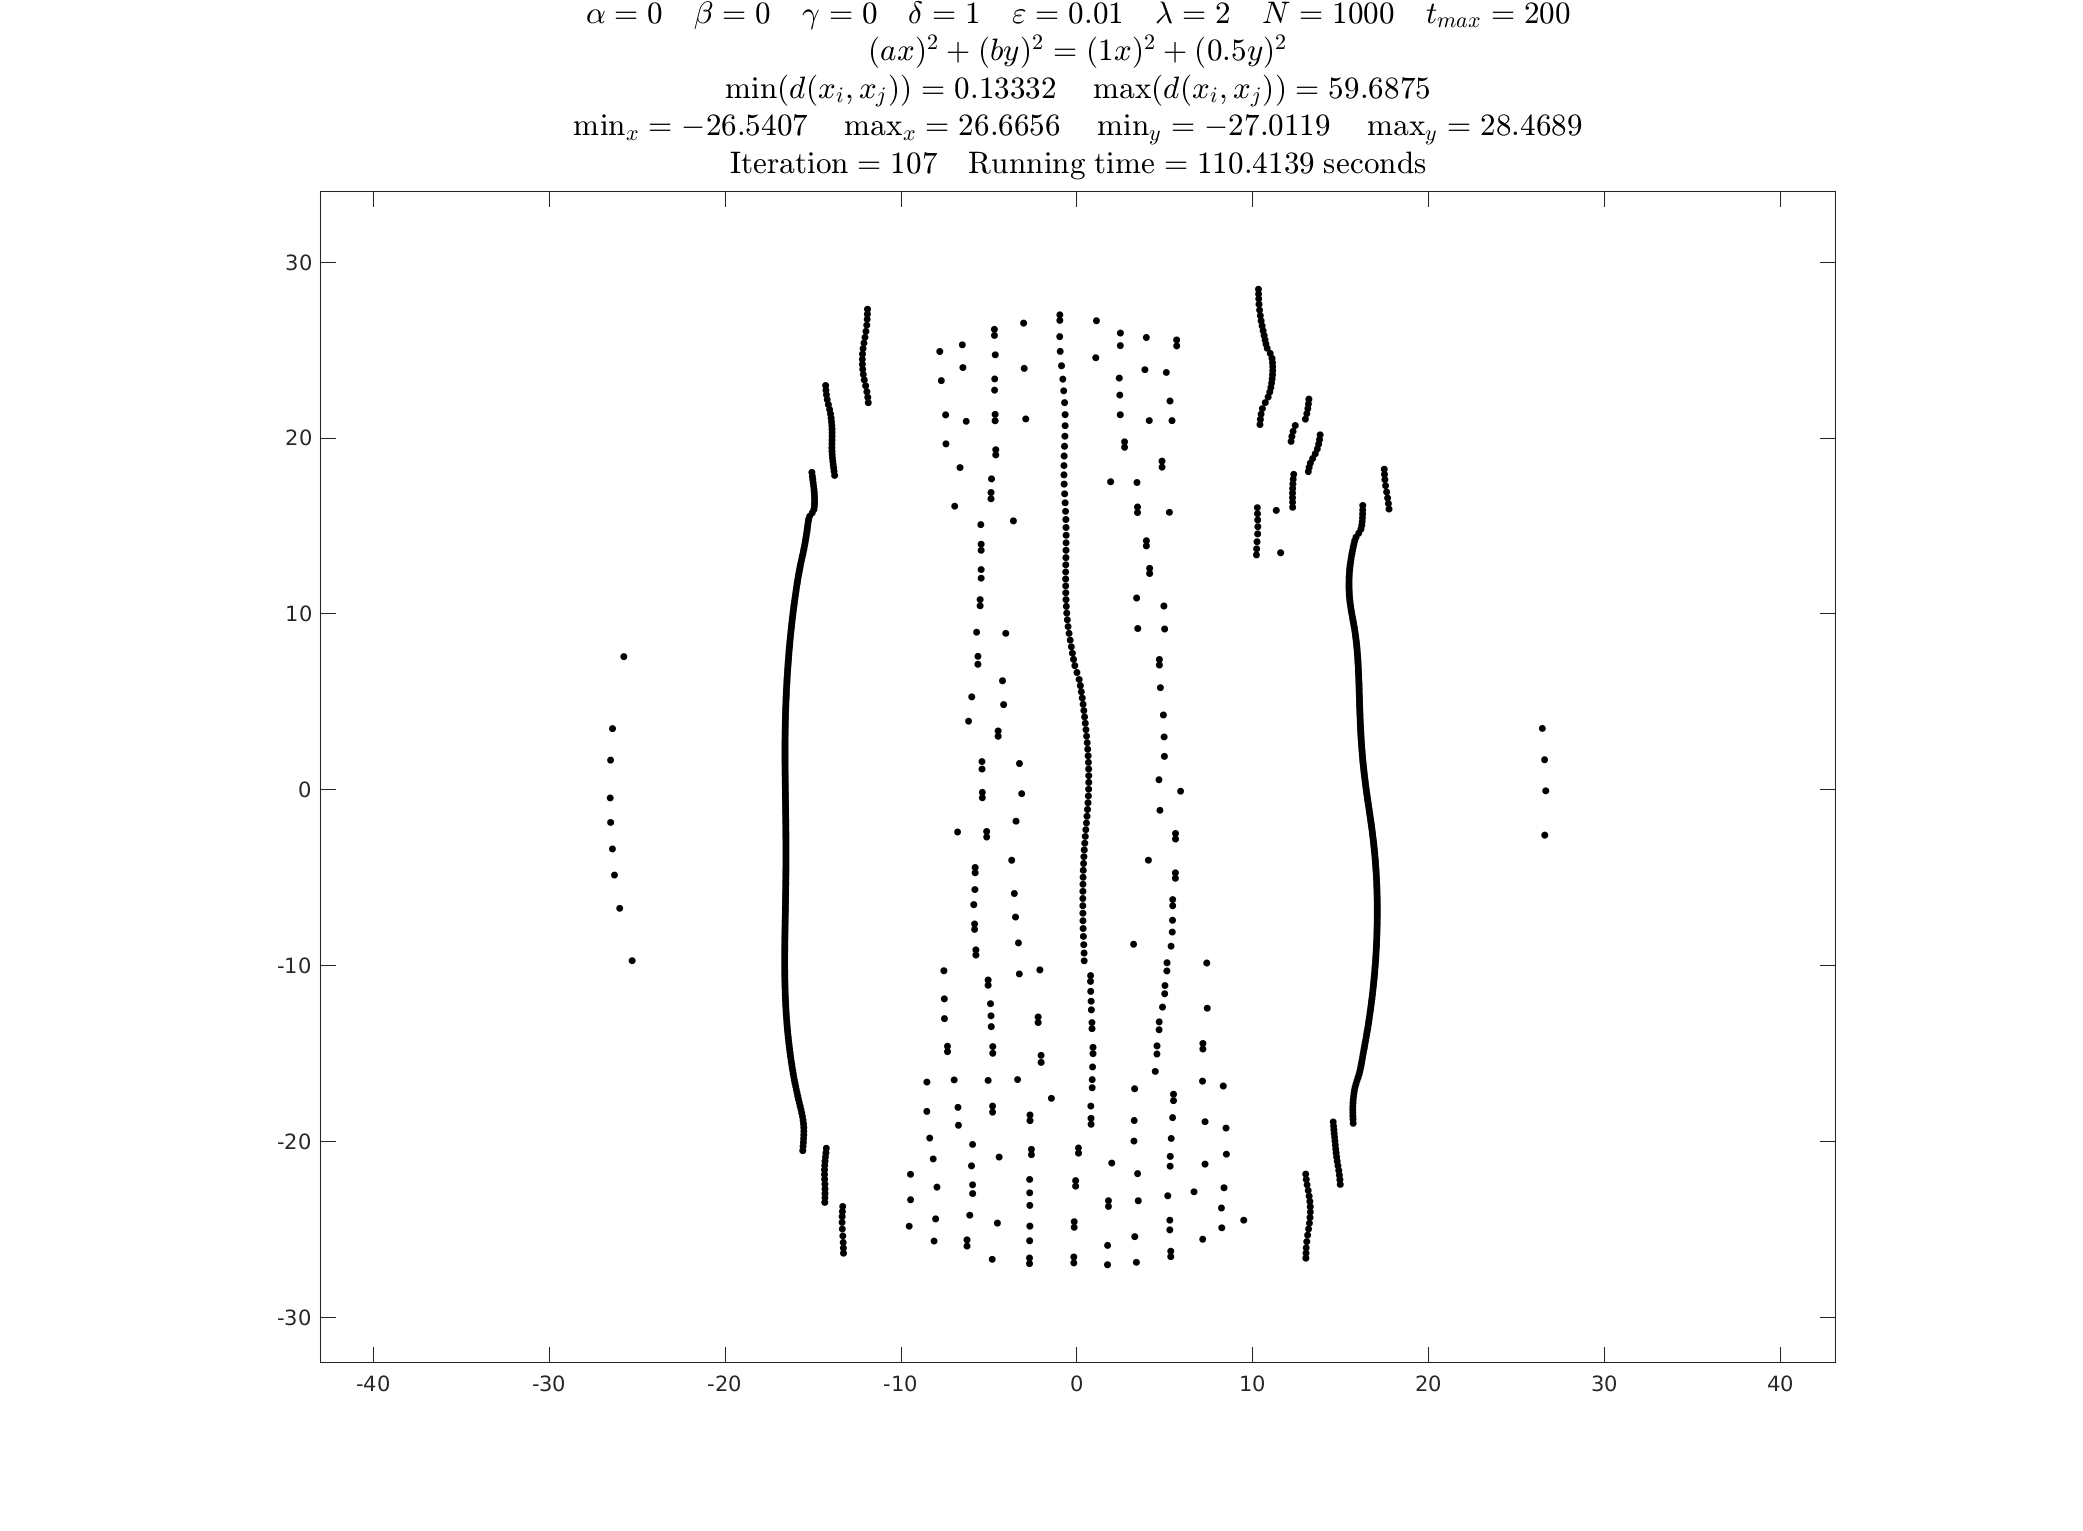 α = 0 β = 0 γ = 0 δ = 1 ε = 0.01 λ = 2 N = 1000 t_{max} = 200
(ax)² + (by)² = (1x)² + (0.5y)²
min(d(x_i, x_j)) = 0.13332 max(d(x_i, x_j)) = 59.6875
min_x = −26.5407 max_x = 26.6656 min_y = −27.0119 max_y = 28.4689
Iteration = 107 Running time = 110.4139 seconds
30
20
10
0
-10
-20
-30
-40 -30 -20 -10 0 10 20 30 40